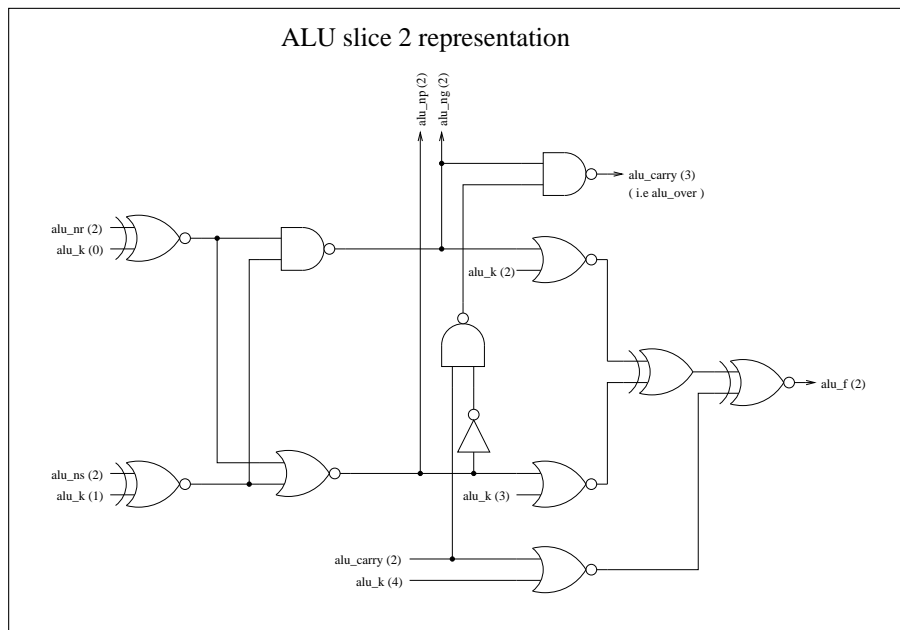 ALU slice 2 representation
alu_np (2)
alu_ng (2)
alu_carry (3)
( i.e alu_over )
alu_nr (2)
alu_k (0)
alu_k (2)
alu_f (2)
alu_ns (2)
alu_k (1)
alu_k (3)
alu_carry (2)
alu_k (4)